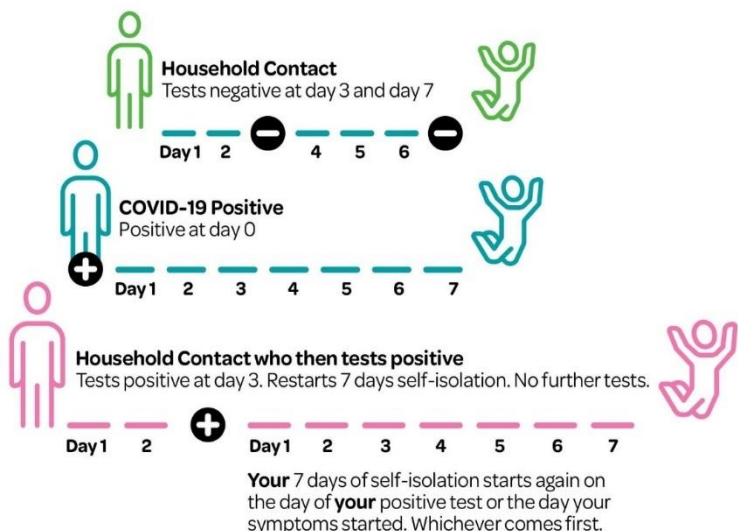 Household Contact
Tests negative at day 3 and day 7
Day 1 2 4 5 6
COVID-19 Positive
Positive at day 0
Day 1 2 3 4 5 6 7
Household Contact who then tests positive
Tests positive at day 3. Restarts 7 days self-isolation. No further tests.
Day 1 2 Day 1 2 3 4 5 6 7
Your 7 days of self-isolation starts again on
the day of your positive test or the day your
symptoms started. Whichever comes first.